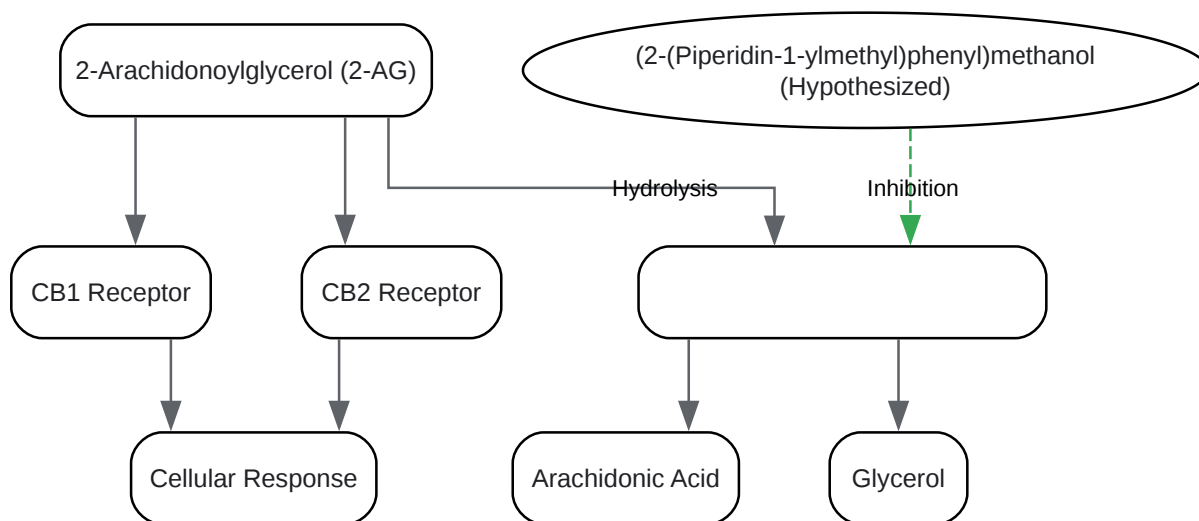 2-Arachidonoylglycerol (2-AG)
(2-(Piperidin-1-ylmethyl)phenyl)methanol
(Hypothesized)
Hydrolysis
Inhibition
CB1 Receptor
CB2 Receptor
Cellular Response
Arachidonic Acid
Glycerol